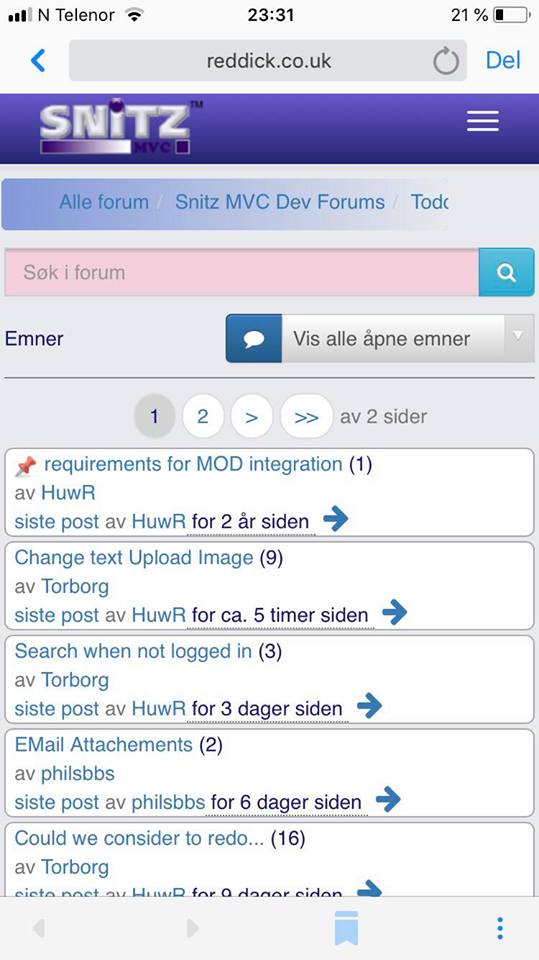 N Telenor 23:31 21 %
reddick.co.uk Del
SNiTZ™
MVC
Alle forum / Snitz MVC Dev Forums / Todo
Søk i forum
Emner Vis alle åpne emner
1 2 > >> av 2 sider
requirements for MOD integration (1)
av HuwR
siste post av HuwR for 2 år siden
Change text Upload Image (9)
av Torborg
siste post av HuwR for ca. 5 timer siden
Search when not logged in (3)
av Torborg
siste post av HuwR for 3 dager siden
EMail Attachements (2)
av philsbbs
siste post av philsbbs for 6 dager siden
Could we consider to redo... (16)
av Torborg
siste post av HuwR for 9 dager siden